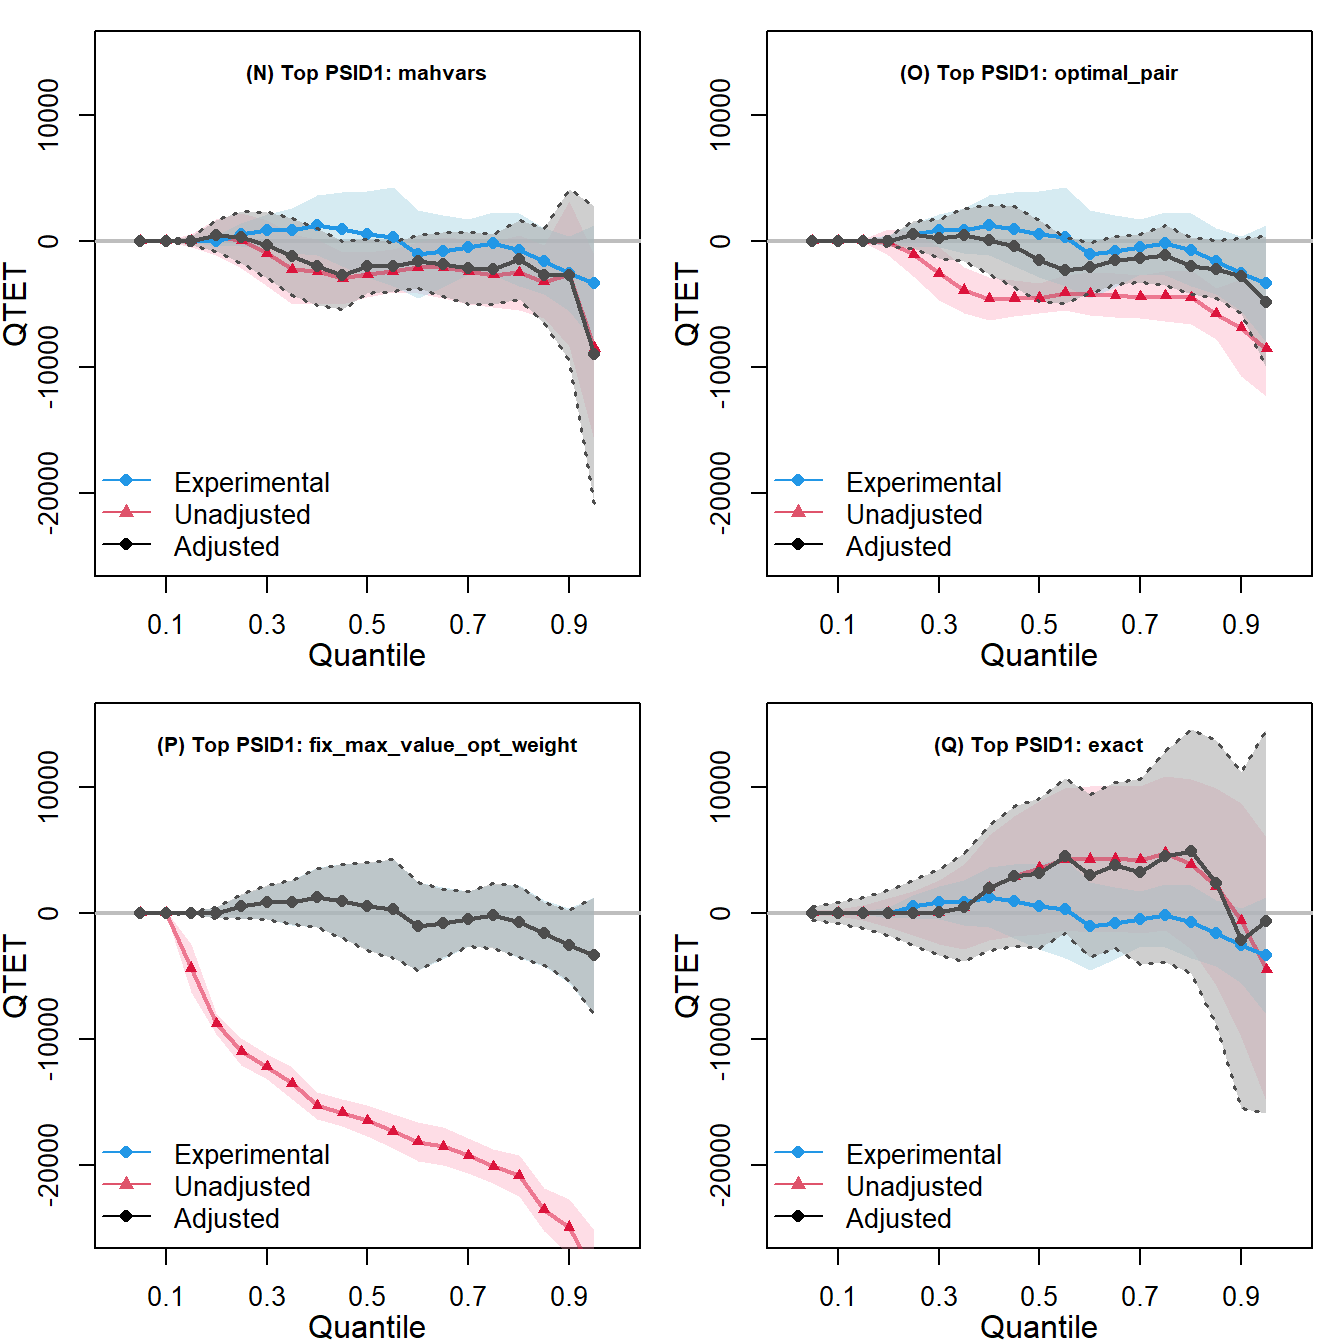 (N) Top PSID1: mahvars
QTET
10000
0
-10000
-20000
Experimental
Unadjusted
Adjusted
0.1 0.3 0.5 0.7 0.9
Quantile
(O) Top PSID1: optimal_pair
QTET
10000
0
-10000
-20000
Experimental
Unadjusted
Adjusted
0.1 0.3 0.5 0.7 0.9
Quantile
(P) Top PSID1: fix_max_value_opt_weight
QTET
10000
0
-10000
-20000
Experimental
Unadjusted
Adjusted
0.1 0.3 0.5 0.7 0.9
Quantile
(Q) Top PSID1: exact
QTET
10000
0
-10000
-20000
Experimental
Unadjusted
Adjusted
0.1 0.3 0.5 0.7 0.9
Quantile